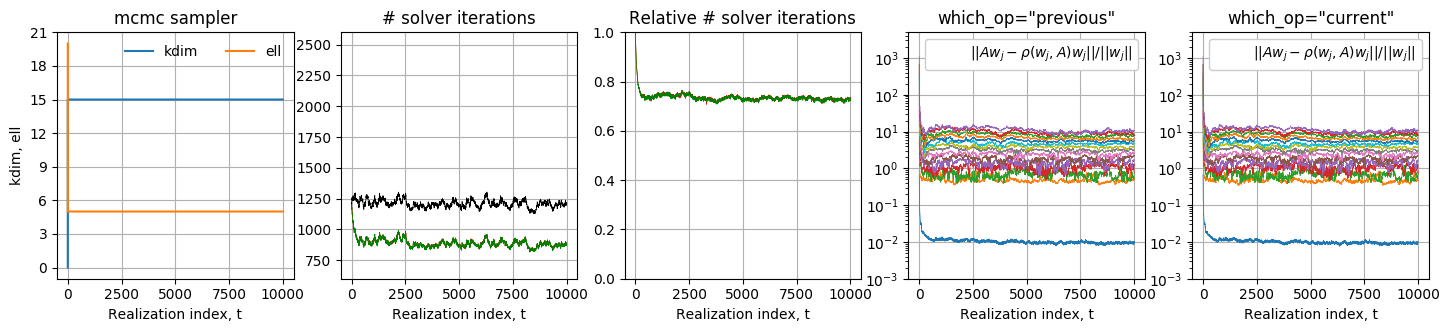 mcmc sampler
kdim, ell
21
18
15
12
9
6
3
0
kdim ell
0 2500 5000 7500 10000
Realization index, t
# solver iterations
2500
2250
2000
1750
1500
1250
1000
750
0 2500 5000 7500 10000
Realization index, t
Relative # solver iterations
1.0
0.8
0.6
0.4
0.2
0.0
0 2500 5000 7500 10000
Realization index, t
which_op="previous"
||Aw_j − ρ(w_j, A)w_j||/||w_j||
10^3
10^2
10^1
10^0
10^−1
10^−2
10^−3
0 2500 5000 7500 10000
Realization index, t
which_op="current"
||Aw_j − ρ(w_j, A)w_j||/||w_j||
10^3
10^2
10^1
10^0
10^−1
10^−2
10^−3
0 2500 5000 7500 10000
Realization index, t